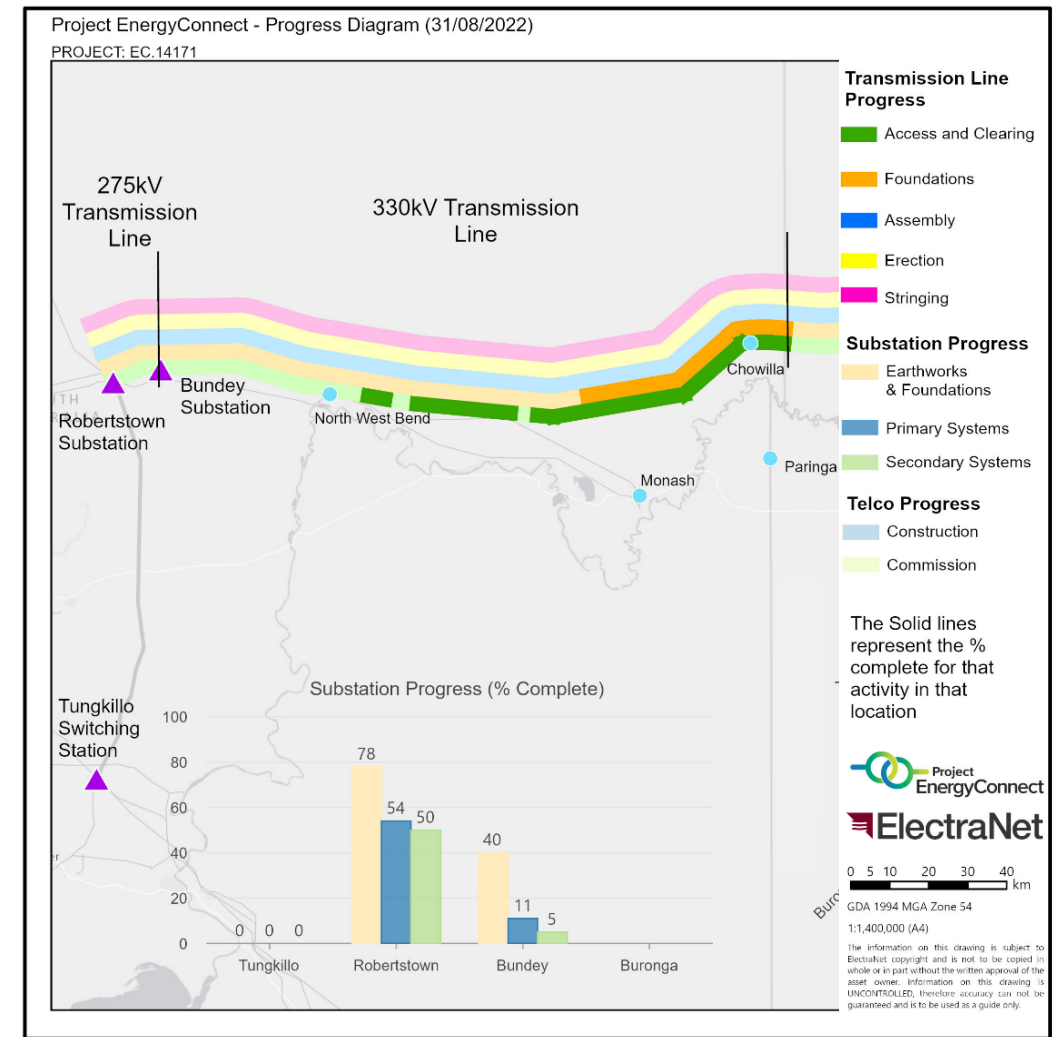 Project EnergyConnect - Progress Diagram (31/08/2022)
PROJECT: EC.14171
275kV
Transmission
Line
330kV Transmission
Line
Bundey
Substation
Robertstown
Substation
North West Bend
Chowilla
Monash
Paringa
Tungkillo
Switching
Station
Substation Progress (% Complete)
100
80
60
40
20
0
0 0 0
78
54
50
40
11
5
Tungkillo
Robertstown
Bundey
Buronga
Transmission Line
Progress
Access and Clearing
Foundations
Assembly
Erection
Stringing
Substation Progress
Earthworks
& Foundations
Primary Systems
Secondary Systems
Telco Progress
Construction
Commission
The Solid lines
represent the %
complete for that
activity in that
location
Project
EnergyConnect
ElectraNet
0 5 10 20 30 40
km
GDA 1994 MGA Zone 54
1:1,400,000 (A4)
The information on this drawing is subject to
ElectraNet copyright and is not to be copied in
whole or in part without the written approval of the
asset owner. Information on this drawing is
UNCONTROLLED, therefore accuracy can not be
guaranteed and is to be used as a guide only.